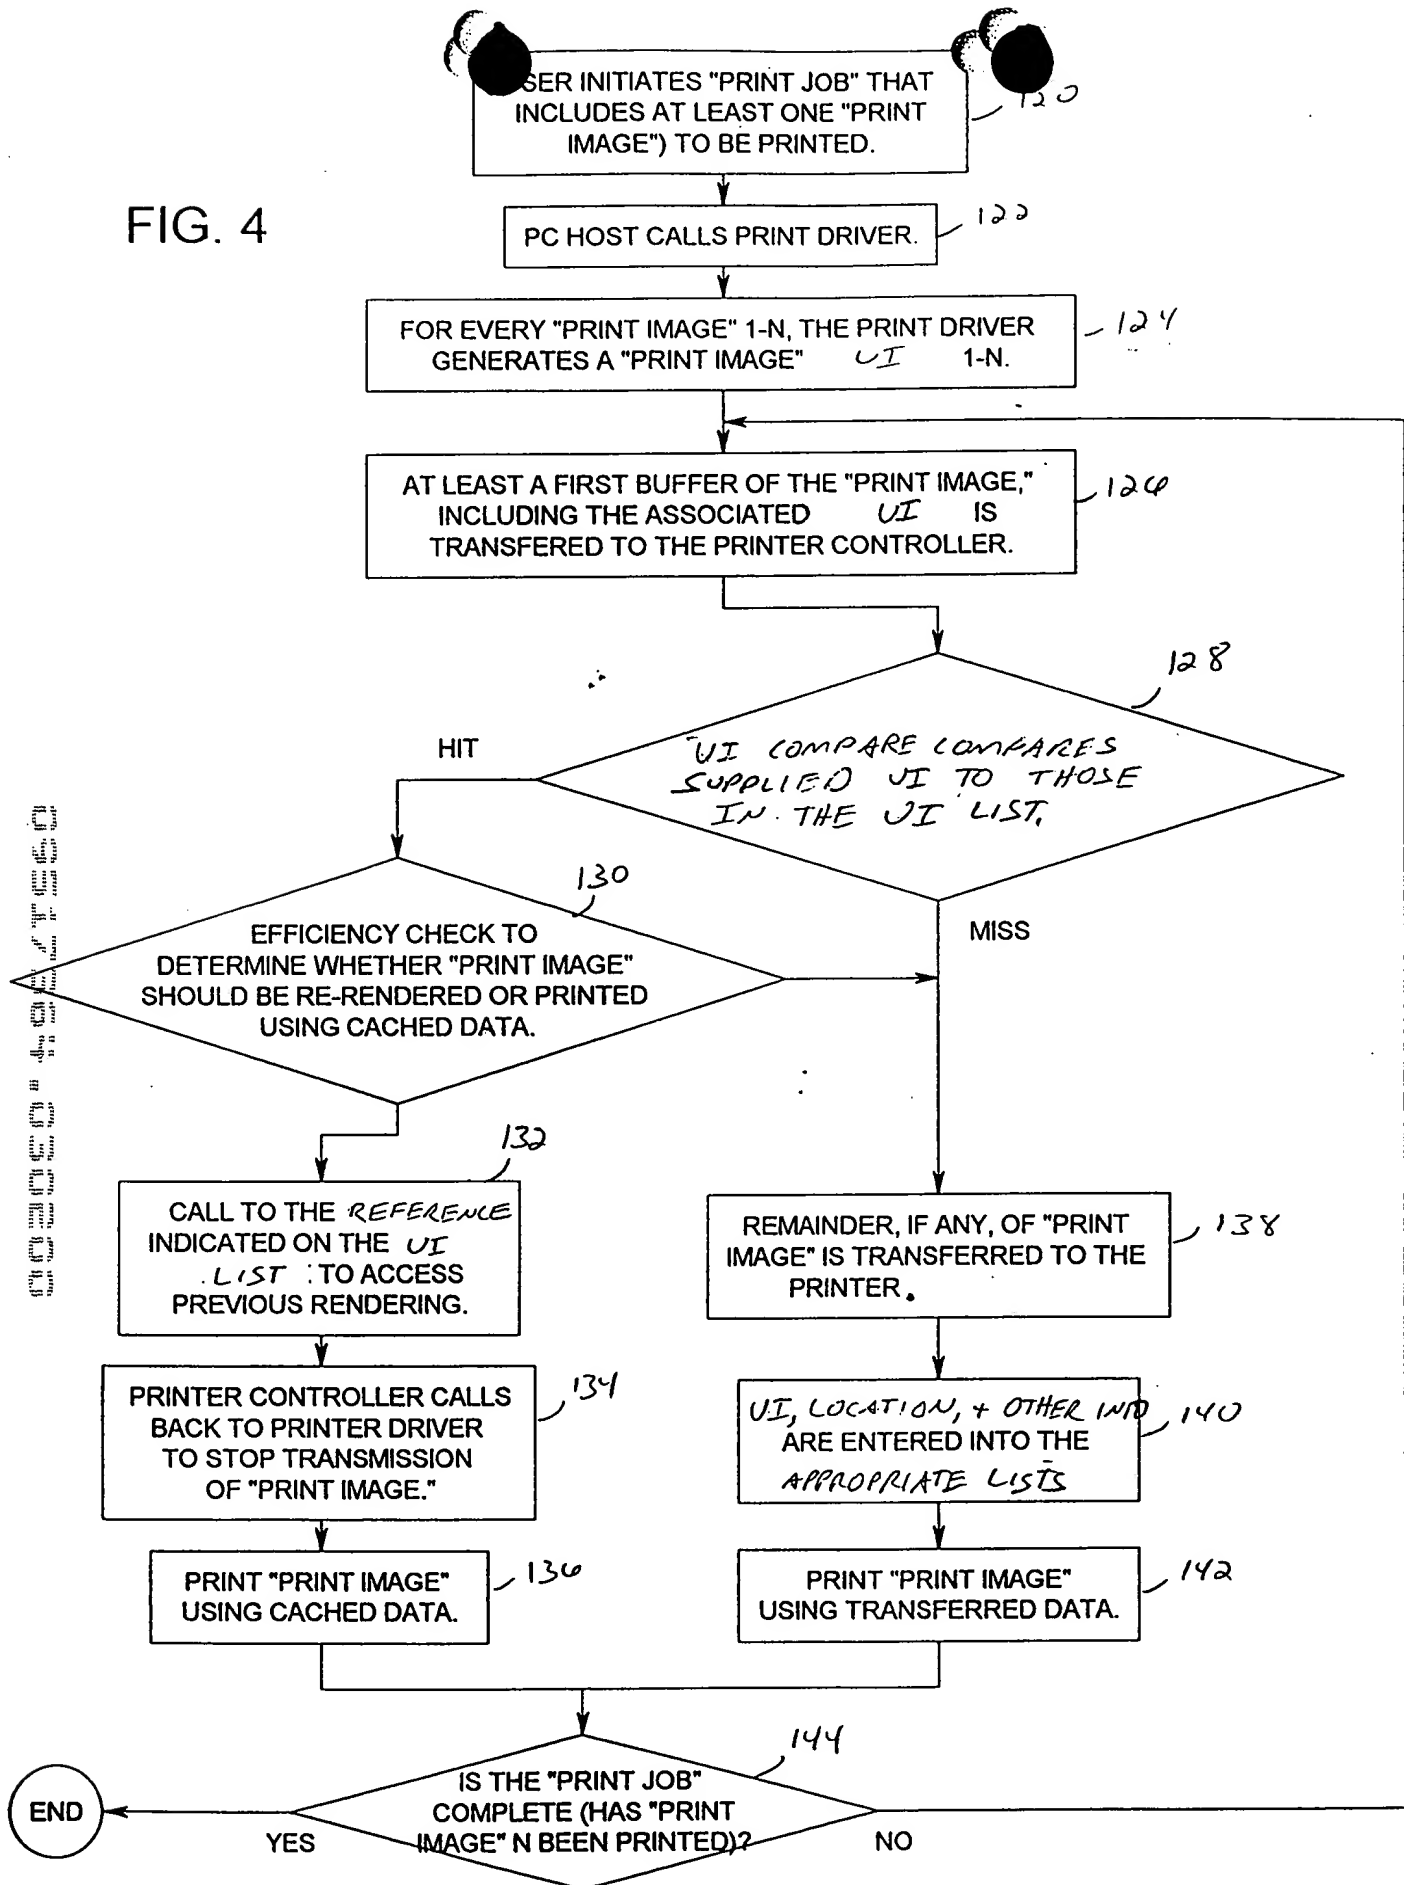 SER INITIATES "PRINT JOB" THAT
INCLUDES AT LEAST ONE "PRINT
IMAGE") TO BE PRINTED.
120
FIG. 4
PC HOST CALLS PRINT DRIVER.
122
FOR EVERY "PRINT IMAGE" 1-N, THE PRINT DRIVER
GENERATES A "PRINT IMAGE" UI 1-N.
124
AT LEAST A FIRST BUFFER OF THE "PRINT IMAGE,"
INCLUDING THE ASSOCIATED UI IS
TRANSFERED TO THE PRINTER CONTROLLER.
126
128
HIT
UI COMPARE COMPARES
SUPPLIED UI TO THOSE
IN THE UI LIST.
130
MISS
EFFICIENCY CHECK TO
DETERMINE WHETHER "PRINT IMAGE"
SHOULD BE RE-RENDERED OR PRINTED
USING CACHED DATA.
132
CALL TO THE REFERENCE
INDICATED ON THE UI
LIST TO ACCESS
PREVIOUS RENDERING.
REMAINDER, IF ANY, OF "PRINT
IMAGE" IS TRANSFERRED TO THE
PRINTER.
138
PRINTER CONTROLLER CALLS
BACK TO PRINTER DRIVER
TO STOP TRANSMISSION
OF "PRINT IMAGE."
134
UI, LOCATION, + OTHER INFO
ARE ENTERED INTO THE
APPROPRIATE LISTS
140
PRINT "PRINT IMAGE"
USING CACHED DATA.
136
PRINT "PRINT IMAGE"
USING TRANSFERRED DATA.
142
144
IS THE "PRINT JOB"
COMPLETE (HAS "PRINT
IMAGE" N BEEN PRINTED)?
END
YES
NO